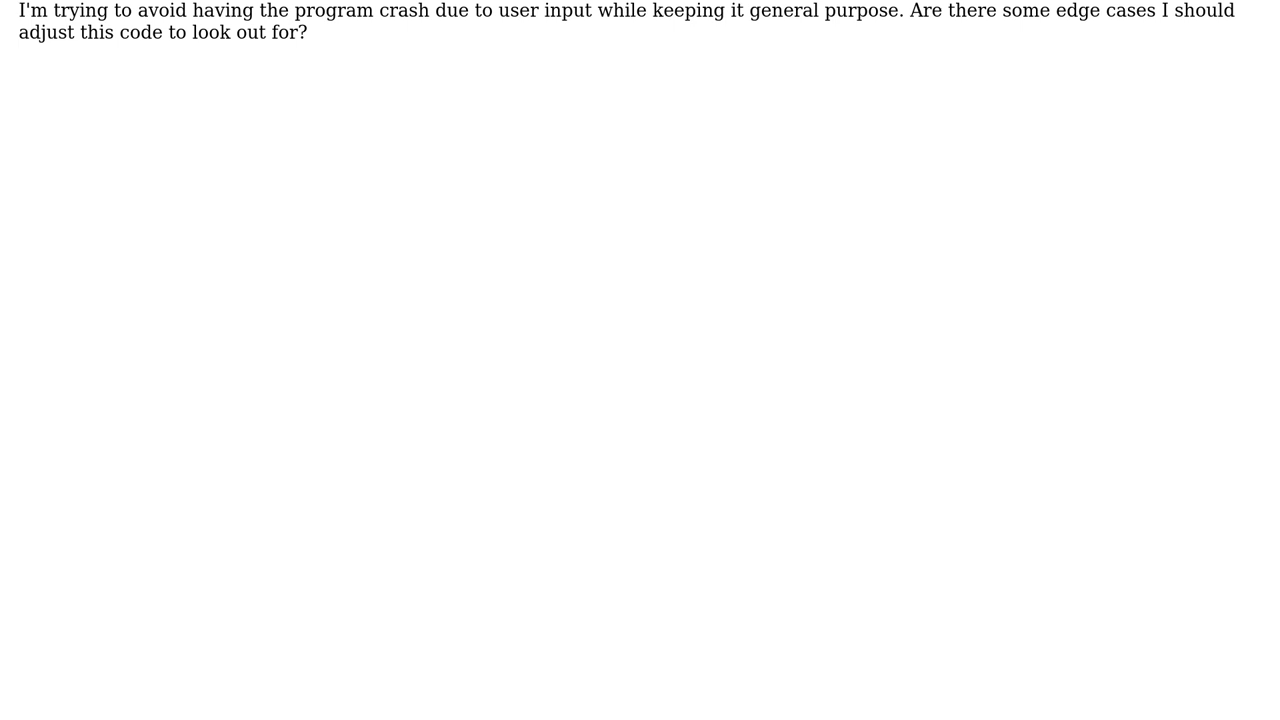 I'm trying to avoid having the program crash due to user input while keeping it general purpose. Are there some edge cases I should
adjust this code to look out for?